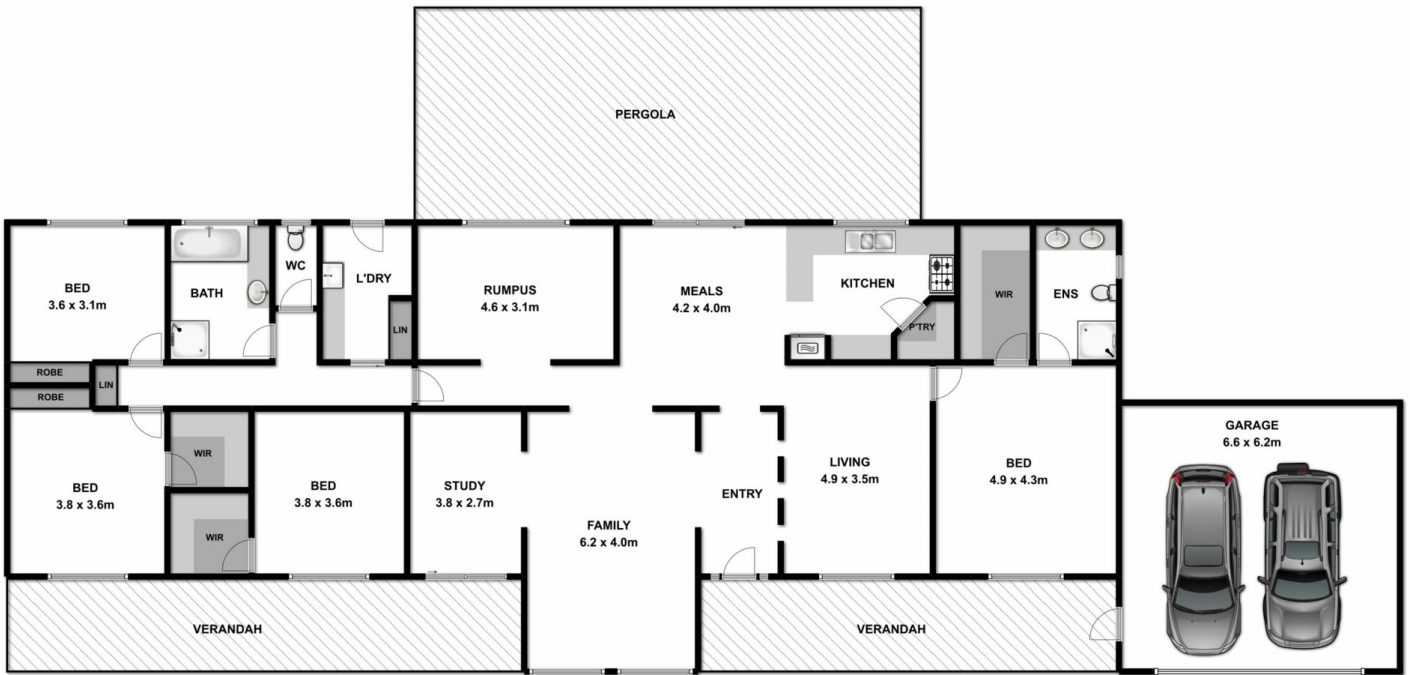 PERGOLA
BED
3.6 x 3.1m
BATH
WC
L'DRY
LIN
RUMPUS
4.6 x 3.1m
MEALS
4.2 x 4.0m
KITCHEN
P'TRY
WIR
ENS
ROBE
ROBE
LIN
BED
3.8 x 3.6m
WIR
WIR
BED
3.8 x 3.6m
STUDY
3.8 x 2.7m
FAMILY
6.2 x 4.0m
ENTRY
LIVING
4.9 x 3.5m
BED
4.9 x 4.3m
GARAGE
6.6 x 6.2m
VERANDAH
VERANDAH